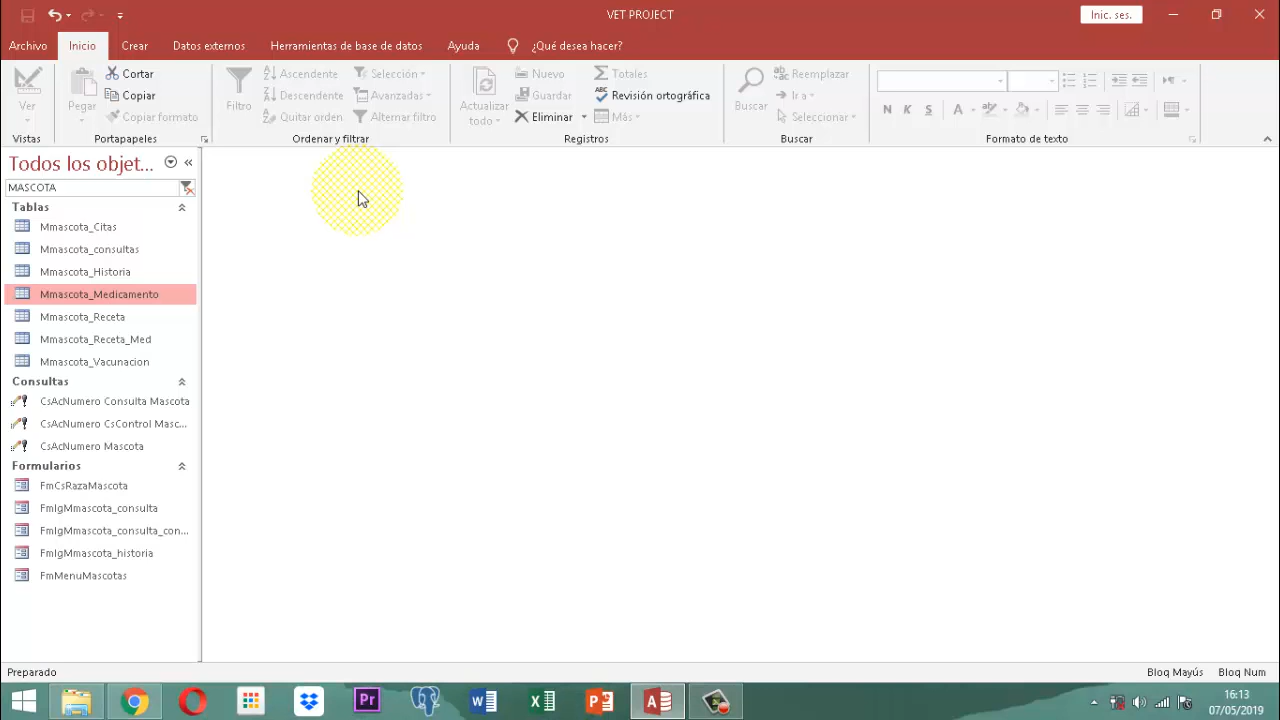 VET PROJECT
Inic. ses.
Archivo Inicio Crear Datos externos Herramientas de base de datos Ayuda ¿Qué desea hacer?
Ver
Vistas
Pegar
Cortar
Copiar
Copiar formato
Portapapeles
Filtro
Ascendente
Descendente
Quitar orden
Selección
Avanzadas
Alternar filtro
Ordenar y filtrar
Actualizar
todo
Nuevo
Guardar
Eliminar
Totales
Revisión ortográfica
Más
Registros
Buscar
Reemplazar
Ir a
Seleccionar
Buscar
N K S
A
Formato de texto
Todos los objet...
MASCOTA
Tablas
Mmascota_Citas
Mmascota_consultas
Mmascota_Historia
Mmascota_Medicamento
Mmascota_Receta
Mmascota_Receta_Med
Mmascota_Vacunacion
Consultas
CsAcNumero Consulta Mascota
CsAcNumero CsControl Masc...
CsAcNumero Mascota
Formularios
FmCsRazaMascota
FmIgMmascota_consulta
FmIgMmascota_consulta_con...
FmIgMmascota_historia
FmMenuMascotas
Preparado
Bloq Mayús Bloq Num
Pr
16:13
07/05/2019